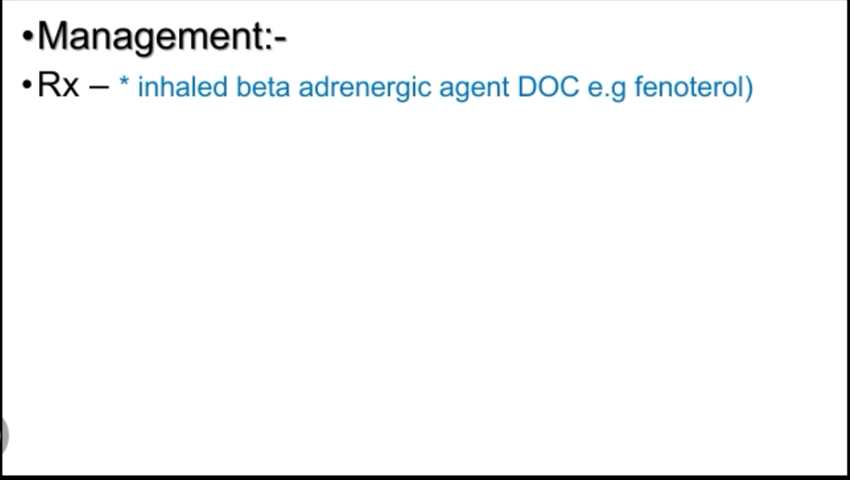 •Management:-
•Rx – * inhaled beta adrenergic agent DOC e.g fenoterol)